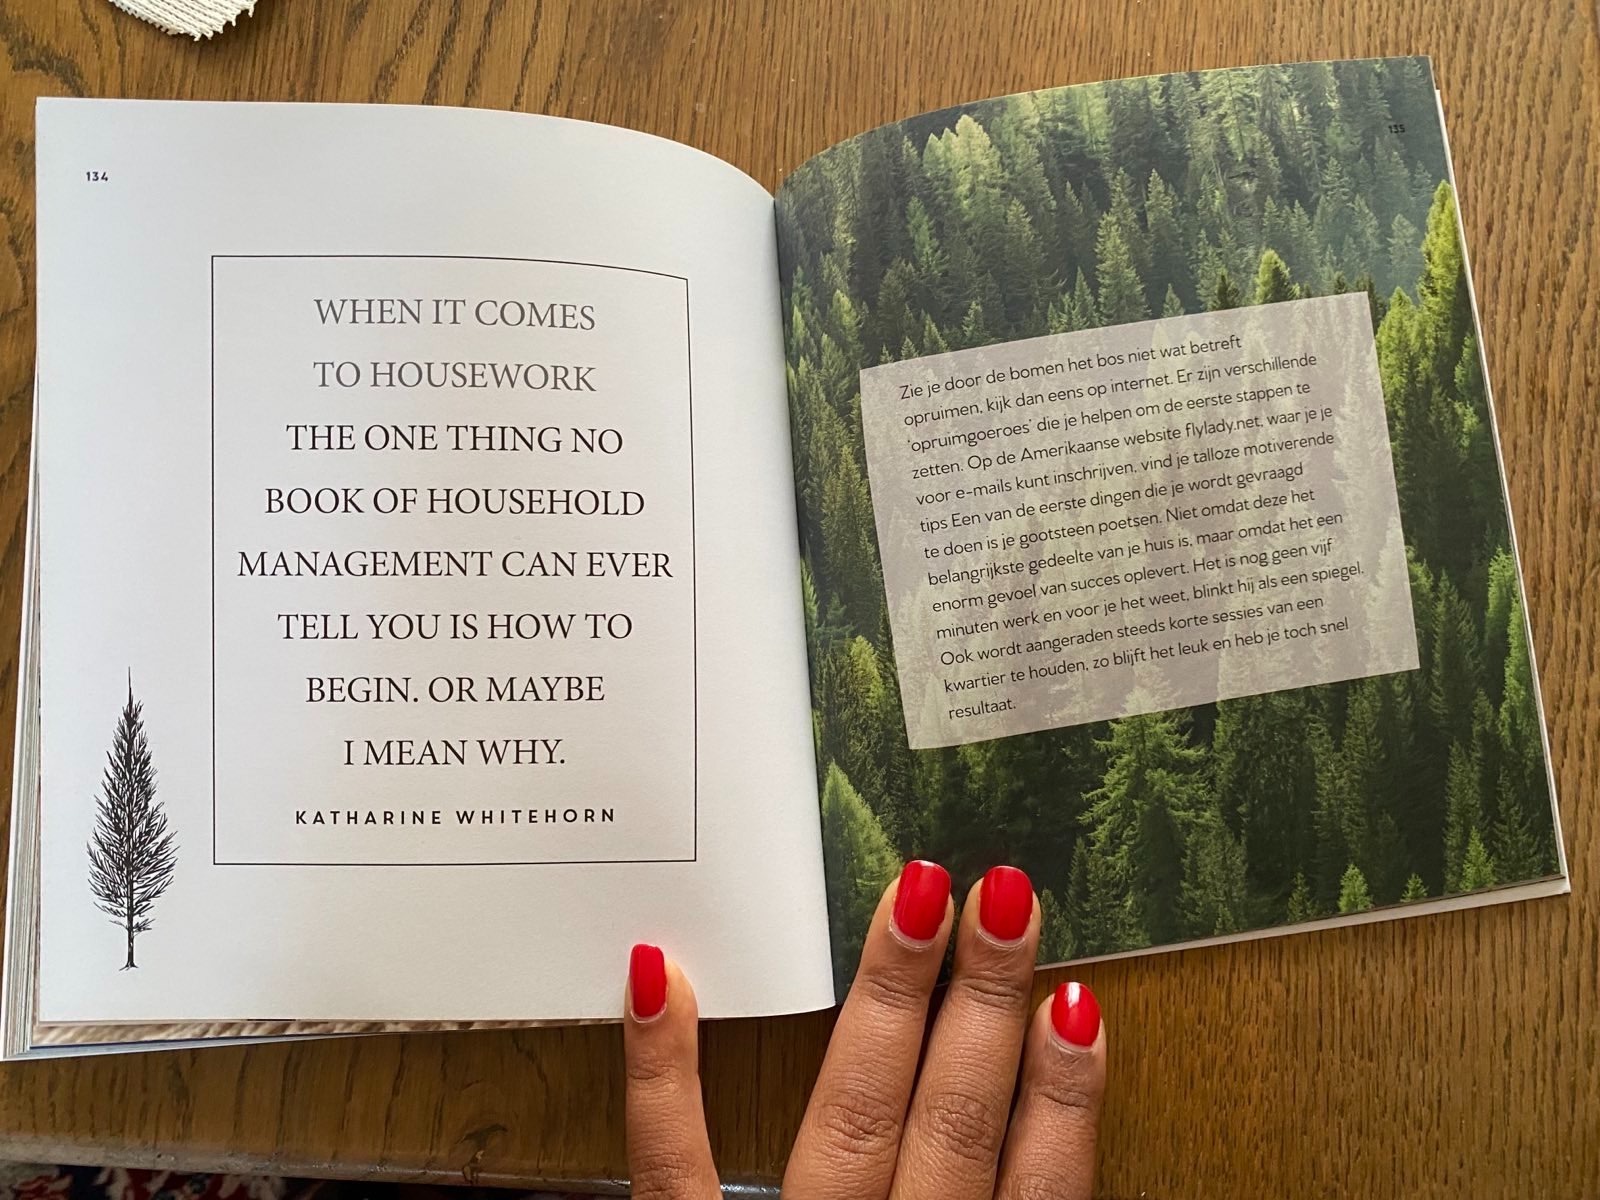 134
WHEN IT COMES
TO HOUSEWORK
THE ONE THING NO
BOOK OF HOUSEHOLD
MANAGEMENT CAN EVER
TELL YOU IS HOW TO
BEGIN. OR MAYBE
I MEAN WHY.
KATHARINE WHITEHORN
135
Zie je door de bomen het bos niet wat betreft
opruimen, kijk dan eens op internet. Er zijn verschillende
‘opruimgoeroes’ die je helpen om de eerste stappen te
zetten. Op de Amerikaanse website flylady.net, waar je je
voor e-mails kunt inschrijven, vind je talloze motiverende
tips Een van de eerste dingen die je wordt gevraagd
te doen is je gootsteen poetsen. Niet omdat deze het
belangrijkste gedeelte van je huis is, maar omdat het een
enorm gevoel van succes oplevert. Het is nog geen vijf
minuten werk en voor je het weet, blinkt hij als een spiegel.
Ook wordt aangeraden steeds korte sessies van een
kwartier te houden, zo blijft het leuk en heb je toch snel
resultaat.